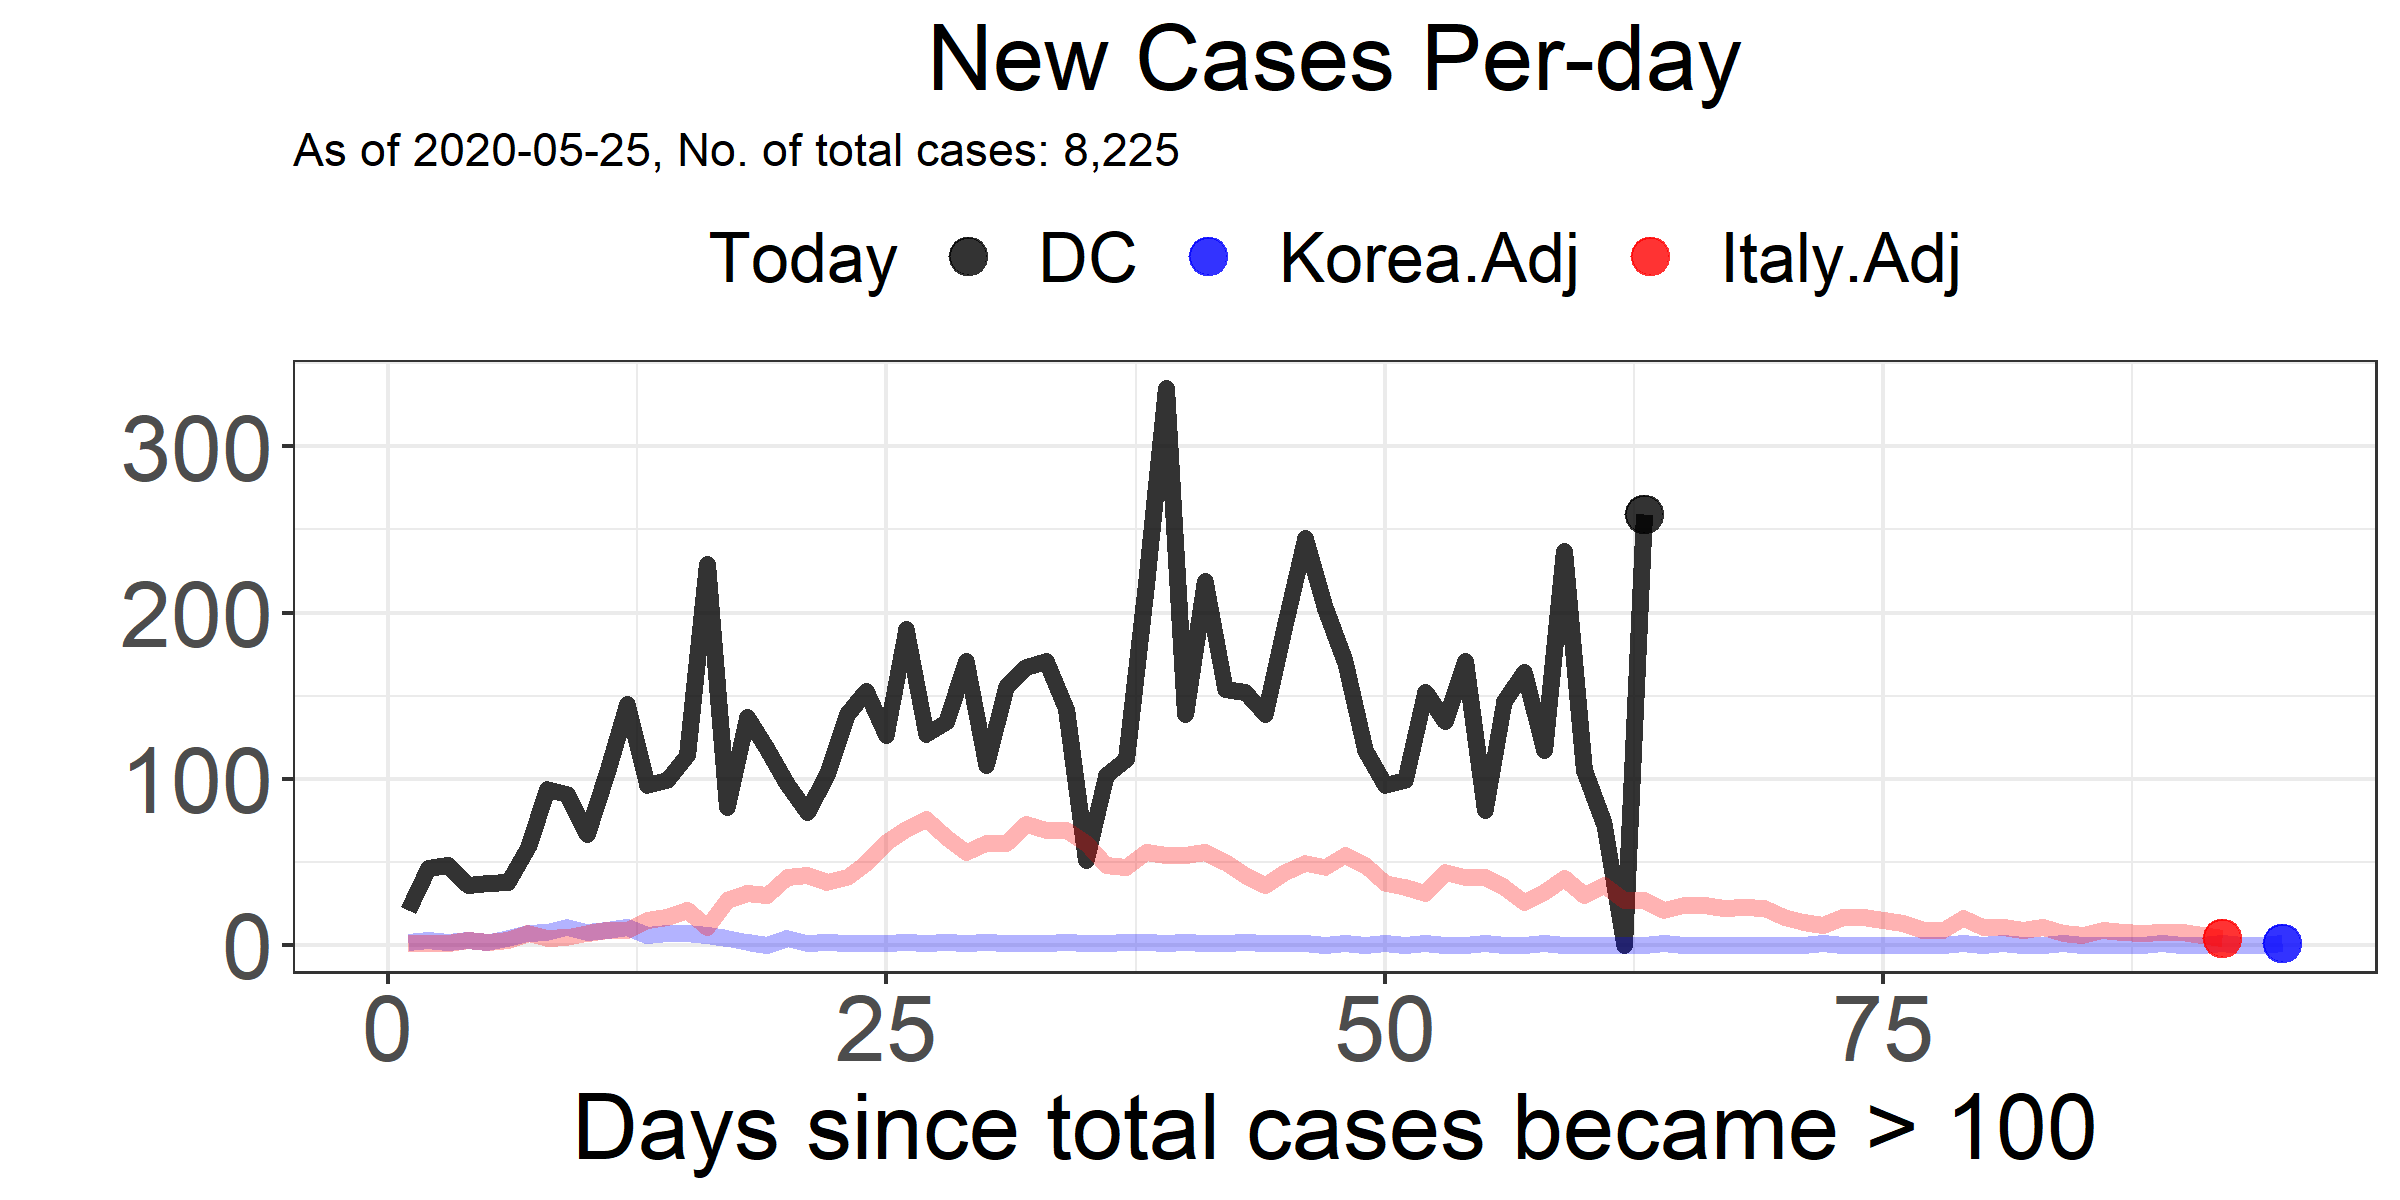 New Cases Per-day
As of 2020-05-25, No. of total cases: 8,225
Today DC Korea.Adj Italy.Adj
300
200
100
0
0 25 50 75
Days since total cases became > 100